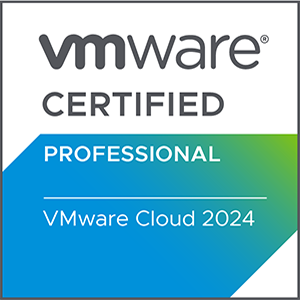 vmware®
CERTIFIED
PROFESSIONAL
VMware Cloud 2024